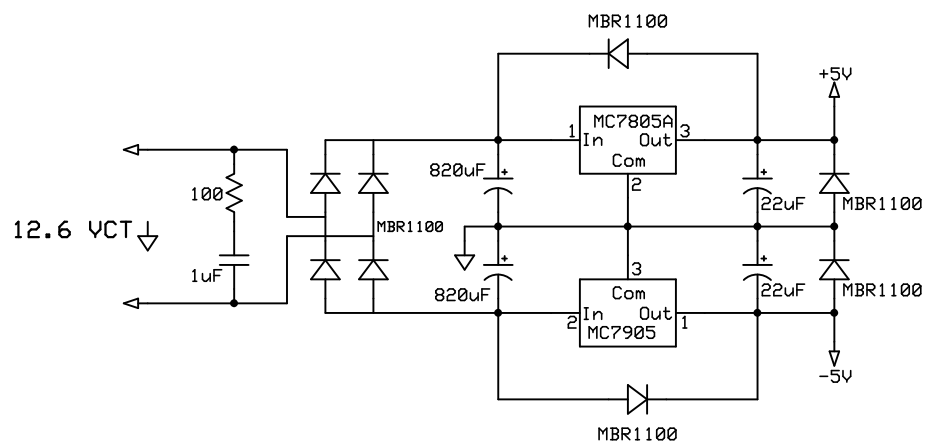 MBR1100
+5V
1 MC7805A 3
In Out
Com
2
820uF
22uF
MBR1100
100
12.6 VCT
MBR1100
1uF
3
820uF
Com
22uF
MBR1100
In Out
2 MC7905 1
-5V
MBR1100